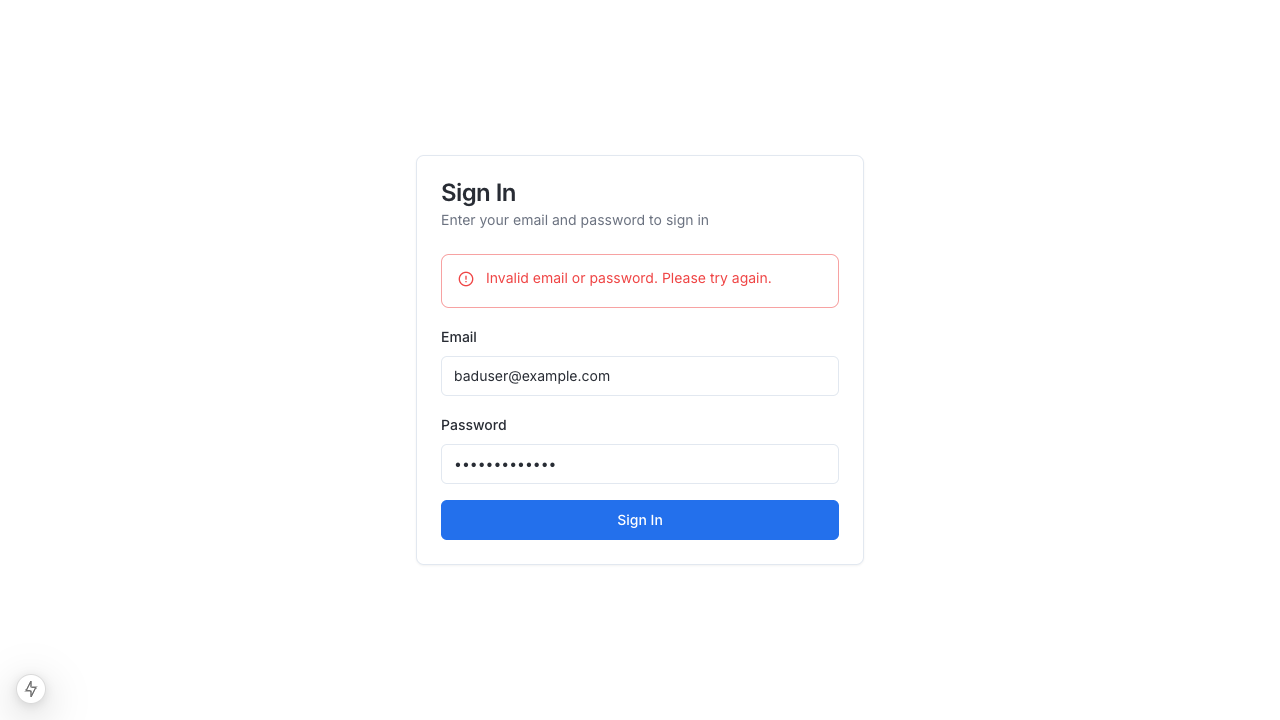 Sign In
Enter your email and password to sign in
Invalid email or password. Please try again.
Email
baduser@example.com
Password
•••••••••••••
Sign In